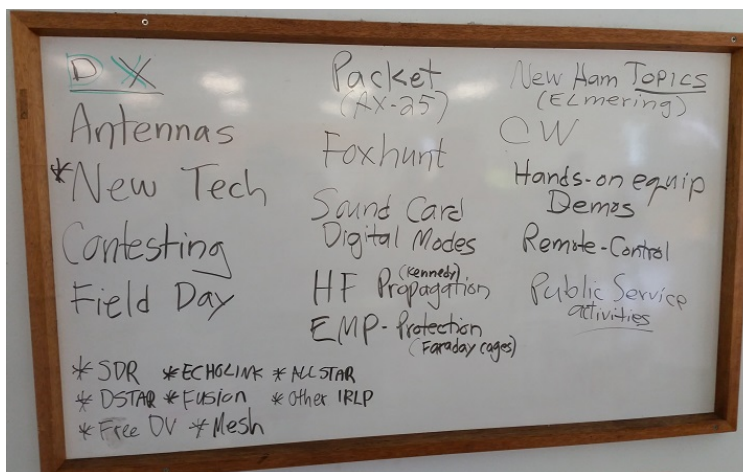 DX
Antennas
*New Tech
Contesting
Field Day
Packet
(AX-25)
Foxhunt
Sound Card
Digital Modes
(Kennedy)
HF Propagation
EMP-Protection
(Faraday cages)
New Ham TOPICS
(ELmering)
CW
Hands-on equip
Demos
Remote-Control
Public Service
activities
*SDR *ECHOLINK *ALLSTAR
*DSTAR *Fusion *Other IRLP
*Free DV *Mesh